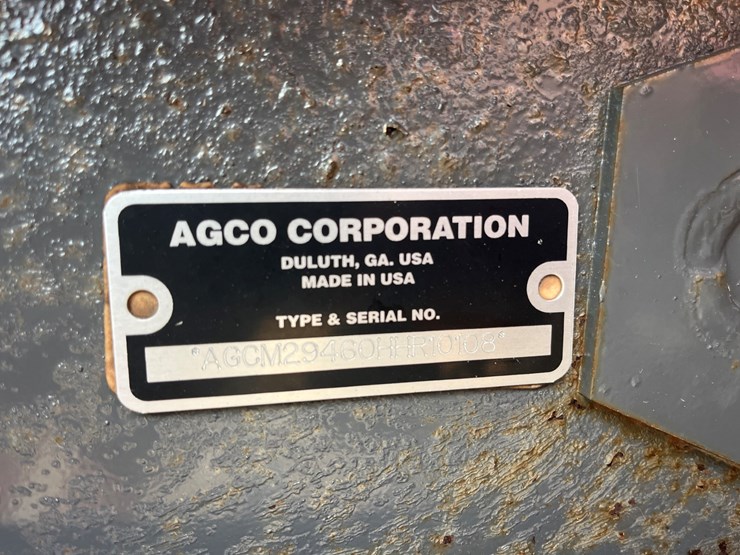 AGCO CORPORATION
DULUTH, GA. USA
MADE IN USA
TYPE & SERIAL NO.
*AGCM29460HHR10108*